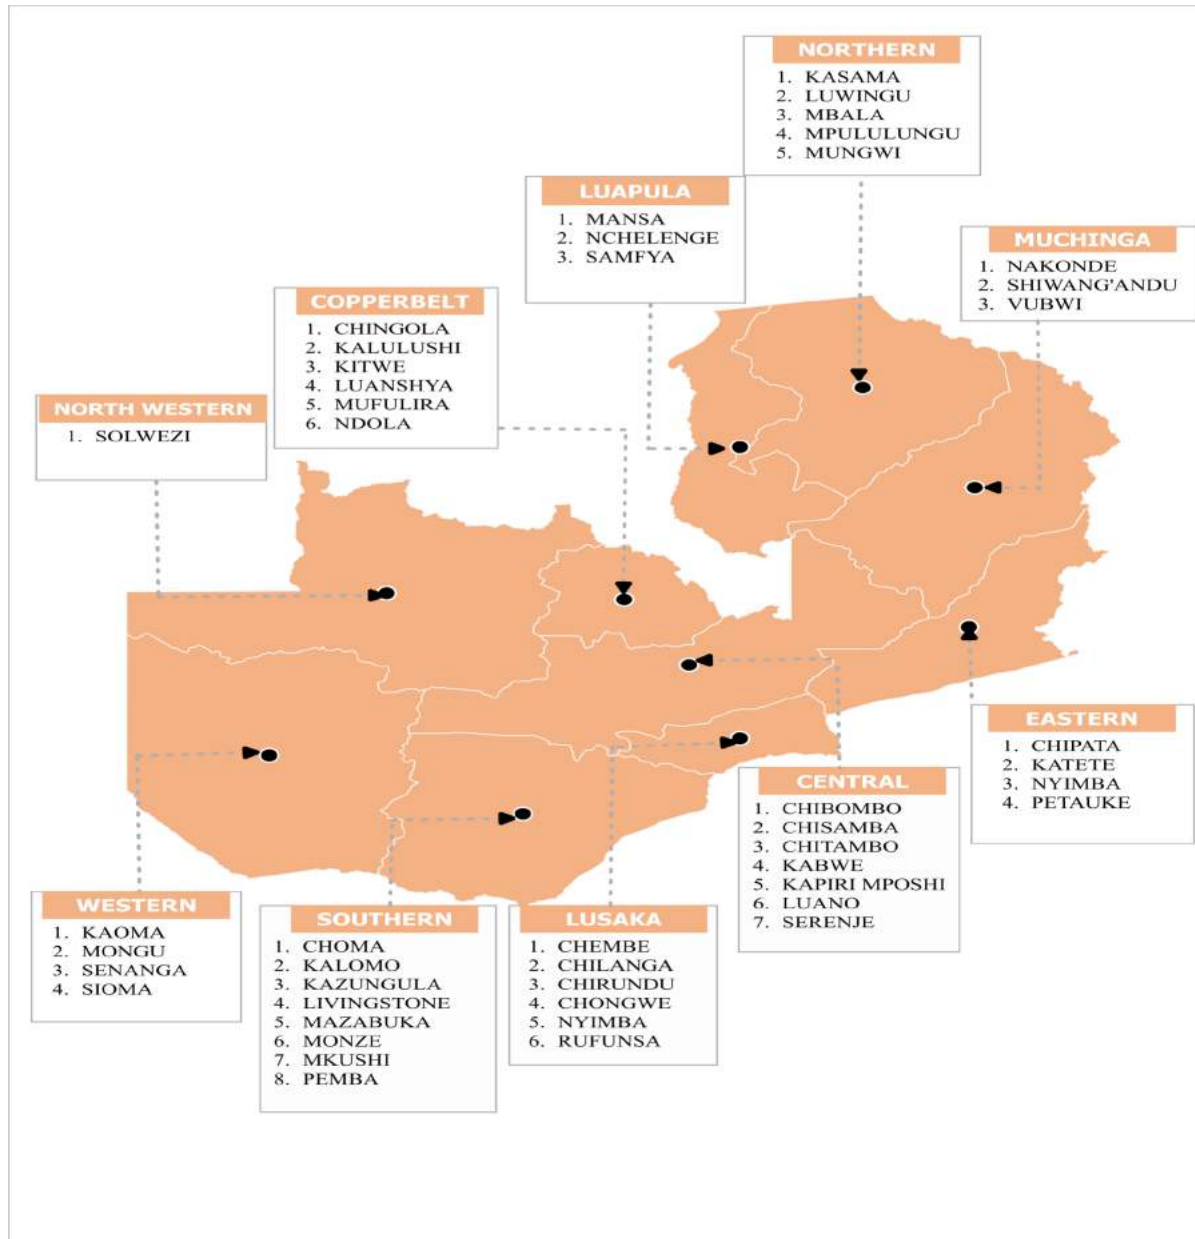 NORTHERN
1. KASAMA
2. LUWINGU
3. MBALA
4. MPULULUNGU
5. MUNGWI
LUAPULA
1. MANSA
2. NCHELENGE
3. SAMFYA
MUCHINGA
1. NAKONDE
2. SHIWANG'ANDU
3. VUBWI
COPPERBELT
1. CHINGOLA
2. KALULUSHI
3. KITWE
4. LUANSHYA
5. MUFULIRA
6. NDOLA
NORTH WESTERN
1. SOLWEZI
EASTERN
1. CHIPATA
2. KATETE
3. NYIMBA
4. PETAUKE
CENTRAL
1. CHIBOMBO
2. CHISAMBA
3. CHITAMBO
4. KABWE
5. KAPIRI MPOSHI
6. LUANO
7. SERENJE
WESTERN
1. KAOMA
2. MONGU
3. SENANGA
4. SIOMA
SOUTHERN
1. CHOMA
2. KALOMO
3. KAZUNGULA
4. LIVINGSTONE
5. MAZABUKA
6. MONZE
7. MKUSHI
8. PEMBA
LUSAKA
1. CHEMBE
2. CHILANGA
3. CHIRUNDU
4. CHONGWE
5. NYIMBA
6. RUFUNSA